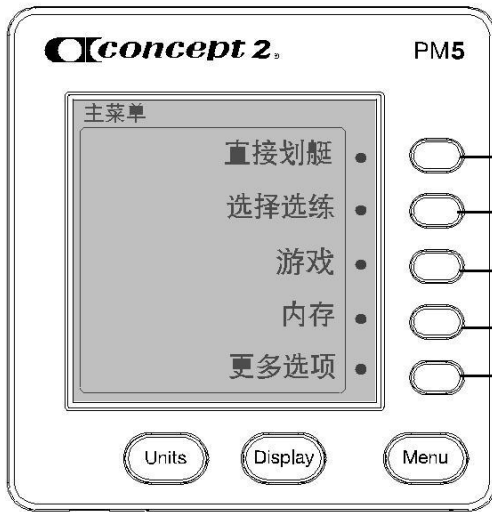 concept 2.
PM5
主菜单
直接划艇
选择选练
游戏
内存
更多选项
Units
Display
Menu